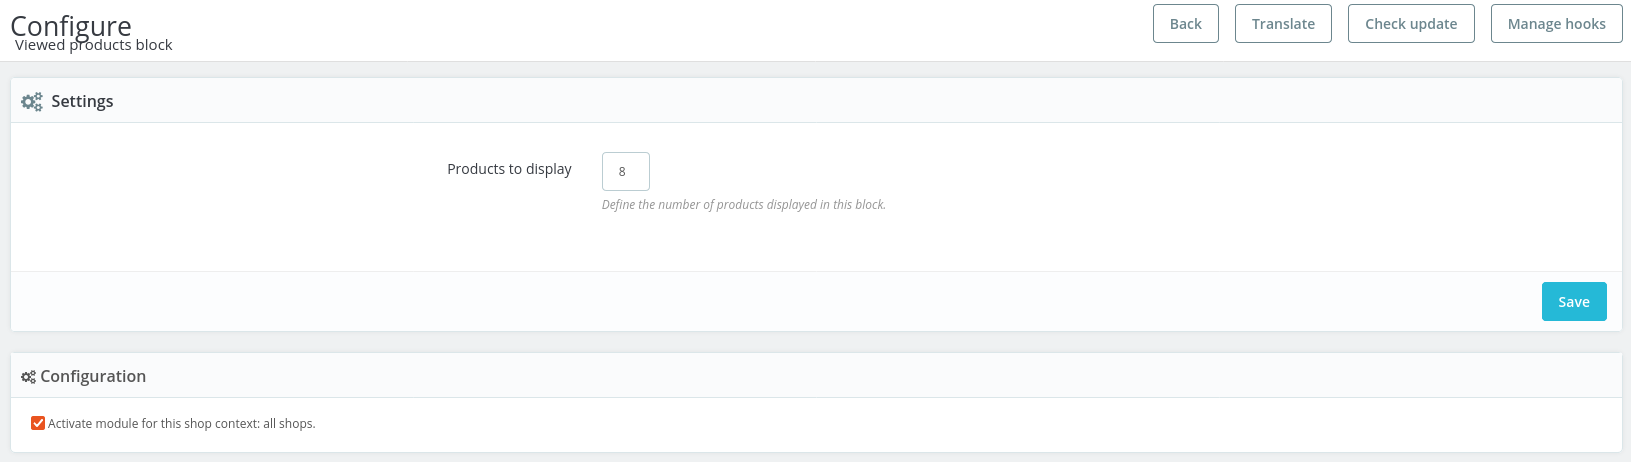 Configure
Viewed products block
Back
Translate
Check update
Manage hooks
Settings
Products to display
8
Define the number of products displayed in this block.
Save
Configuration
Activate module for this shop context: all shops.